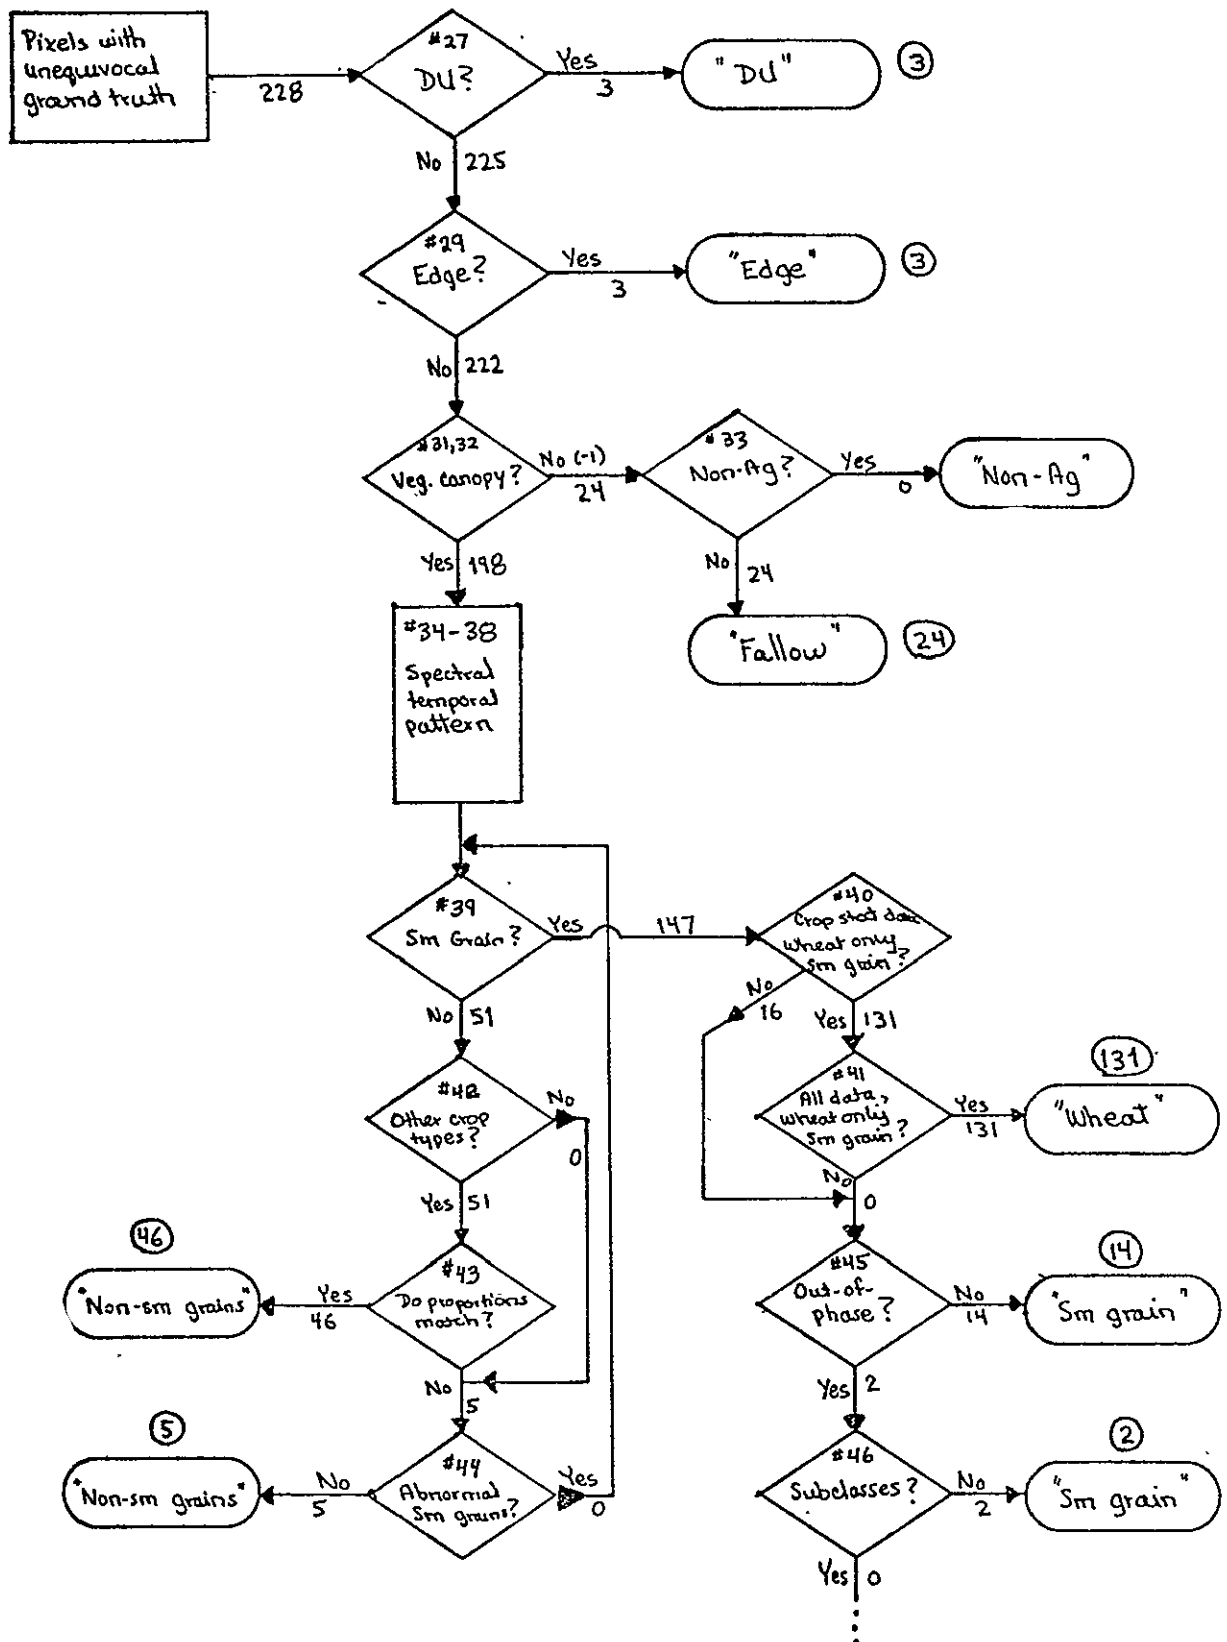 Pixels with
unequivocal
ground truth
228
#27
DU?
Yes
3
"DU"
3
No 225
#29
Edge?
Yes
3
"Edge"
3
No 222
#31,32
Veg. canopy?
No (-1)
24
#33
Non-Ag?
Yes
0
"Non-Ag"
Yes 198
No
24
"Fallow"
24
#34-38
Spectral
temporal
pattern
#39
Sm Grain?
Yes
147
#40
Crop stat data
wheat only
sm grain?
No
16
Yes 131
No 51
#41
All data,
wheat only
sm grain?
Yes
131
"Wheat"
131
No
0
#42
Other crop
types?
No
0
Yes 51
#43
Do proportions
match?
Yes
46
"Non-sm grains"
46
#45
Out-of-
phase?
No
14
"Sm grain"
14
No
5
Yes 2
#44
Abnormal
Sm grains?
No
5
"Non-sm grains"
5
Yes
0
#46
Subclasses?
No
2
"Sm grain"
2
Yes 0